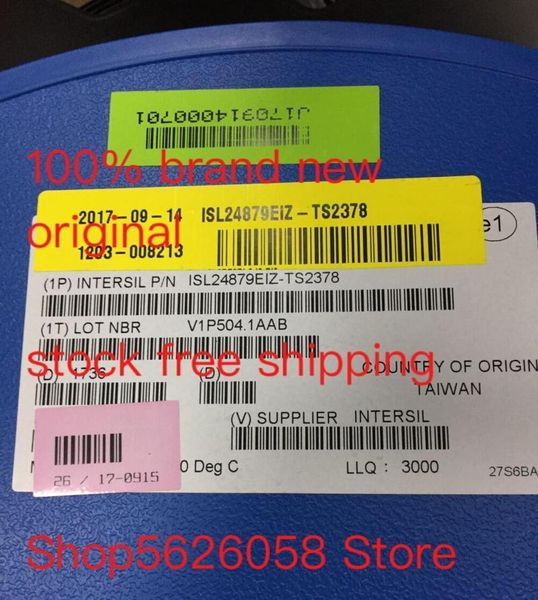 J170914000701
100% brand new
2017-09-14 ISL24879EIZ-TS2378
original
1203-008213
e1
(1P) INTERSIL P/N ISL24879EIZ-TS2378
(1T) LOT NBR V1P504.1AAB
stock free shipping
(D) 1736 (D) COUNTRY OF ORIGIN
TAIWAN
(V) SUPPLIER INTERSIL
0 Deg C LLQ : 3000 27S6BA
26 / 17-0915
Shop5626058 Store